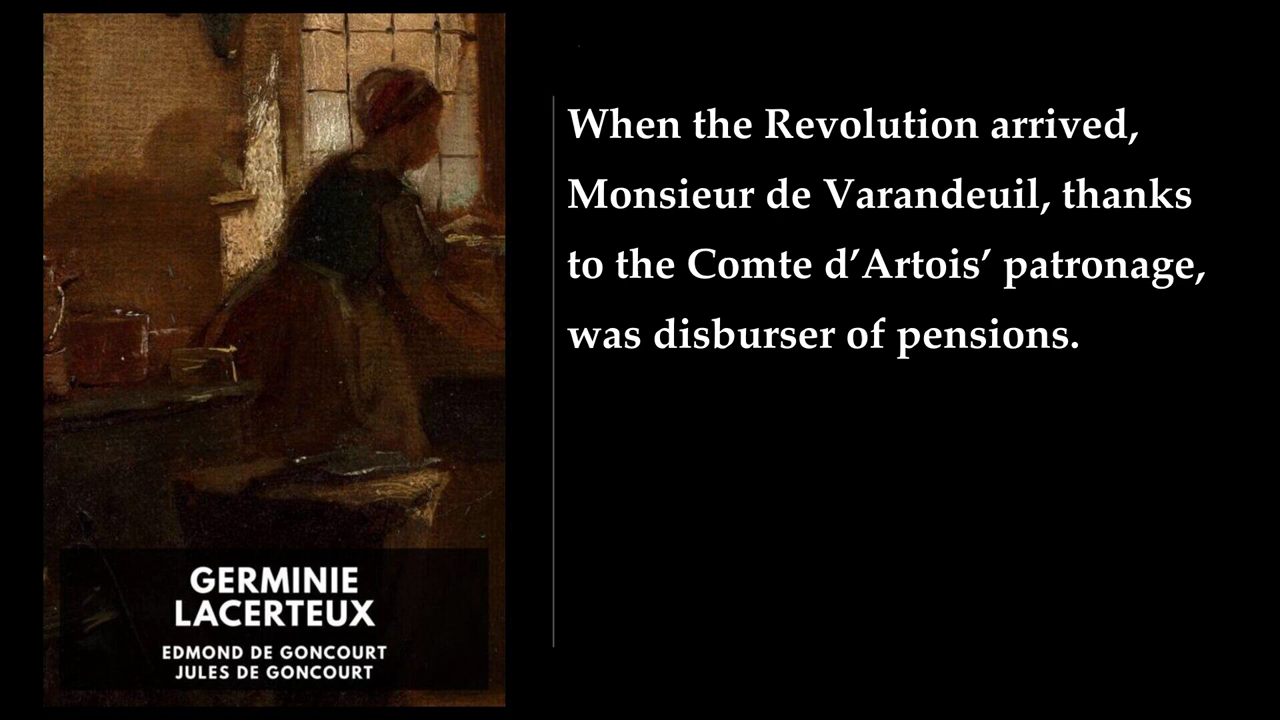 When the Revolution arrived,
Monsieur de Varandeuil, thanks
to the Comte d’Artois’ patronage,
was disburser of pensions.
GERMINIE
LACERTEUX
EDMOND DE GONCOURT
JULES DE GONCOURT